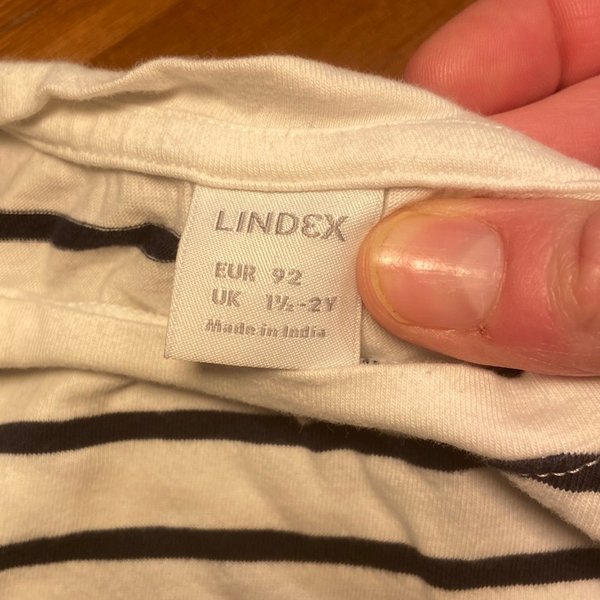 LINDEX
EUR 92
UK 1½-2Y
Made in India